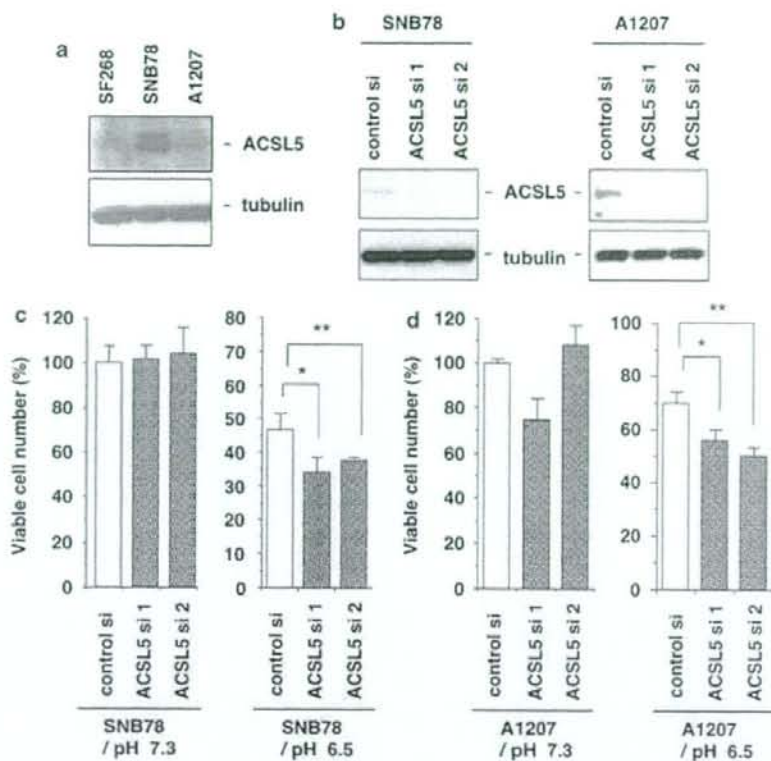 a
SF268
SNB78
A1207
- ACSL5
- tubulin
b
SNB78
A1207
control si
ACSL5 si 1
ACSL5 si 2
control si
ACSL5 si 1
ACSL5 si 2
- ACSL5 -
- tubulin -
c
Viable cell number (%)
120
100
80
60
40
20
0
control si
ACSL5 si 1
ACSL5 si 2
SNB78
/ pH 7.3
80
70
60
50
40
30
20
10
0
**
*
control si
ACSL5 si 1
ACSL5 si 2
SNB78
/ pH 6.5
d
Viable cell number (%)
120
100
80
60
40
20
0
control si
ACSL5 si 1
ACSL5 si 2
A1207
/ pH 7.3
100
80
60
40
20
0
**
*
control si
ACSL5 si 1
ACSL5 si 2
A1207
/ pH 6.5